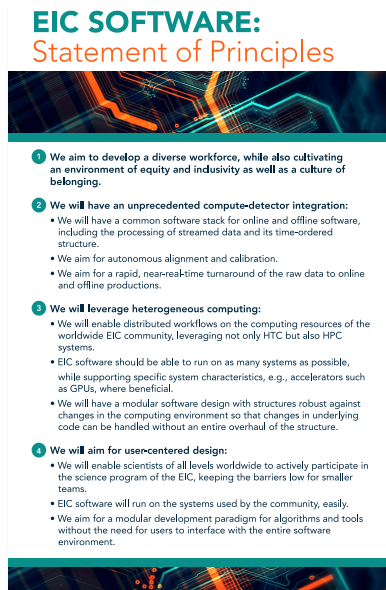 EIC SOFTWARE:
Statement of Principles
1 We aim to develop a diverse workforce, while also cultivating
an environment of equity and inclusivity as well as a culture of
belonging.
2 We will have an unprecedented compute-detector integration:
• We will have a common software stack for online and offline software,
including the processing of streamed data and its time-ordered
structure.
• We aim for autonomous alignment and calibration.
• We aim for a rapid, near-real-time turnaround of the raw data to online
and offline productions.
3 We will leverage heterogeneous computing:
• We will enable distributed workflows on the computing resources of the
worldwide EIC community, leveraging not only HTC but also HPC
systems.
• EIC software should be able to run on as many systems as possible,
while supporting specific system characteristics, e.g., accelerators such
as GPUs, where beneficial.
• We will have a modular software design with structures robust against
changes in the computing environment so that changes in underlying
code can be handled without an entire overhaul of the structure.
4 We will aim for user-centered design:
• We will enable scientists of all levels worldwide to actively participate in
the science program of the EIC, keeping the barriers low for smaller
teams.
• EIC software will run on the systems used by the community, easily.
• We aim for a modular development paradigm for algorithms and tools
without the need for users to interface with the entire software
environment.